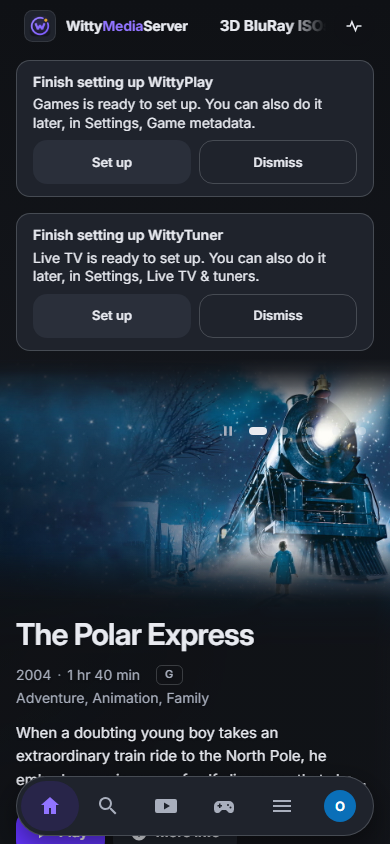 WittyMediaServer 3D BluRay ISO
Finish setting up WittyPlay
Games is ready to set up. You can also do it
later, in Settings, Game metadata.
Set up Dismiss
Finish setting up WittyTuner
Live TV is ready to set up. You can also do it
later, in Settings, Live TV & tuners.
Set up Dismiss
The Polar Express
2004 · 1 hr 40 min G
Adventure, Animation, Family
When a doubting young boy takes an
extraordinary train ride to the North Pole, he
O